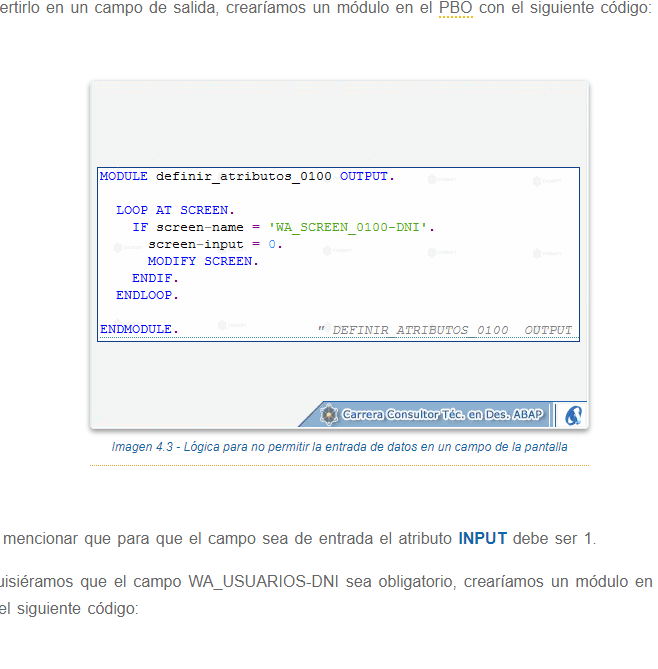 ertirlo en un campo de salida, crearíamos un módulo en el PBO con el siguiente código:
MODULE definir_atributos_0100 OUTPUT.
LOOP AT SCREEN.
IF screen-name = 'WA_SCREEN_0100-DNI'.
screen-input = 0.
MODIFY SCREEN.
ENDIF.
ENDLOOP.
ENDMODULE. " DEFINIR_ATRIBUTOS_0100 OUTPUT
Carrera Consultor Téc. en Des. ABAP
Imagen 4.3 - Lógica para no permitir la entrada de datos en un campo de la pantalla
mencionar que para que el campo sea de entrada el atributo INPUT debe ser 1.
uisiéramos que el campo WA_USUARIOS-DNI sea obligatorio, crearíamos un módulo en
el siguiente código: